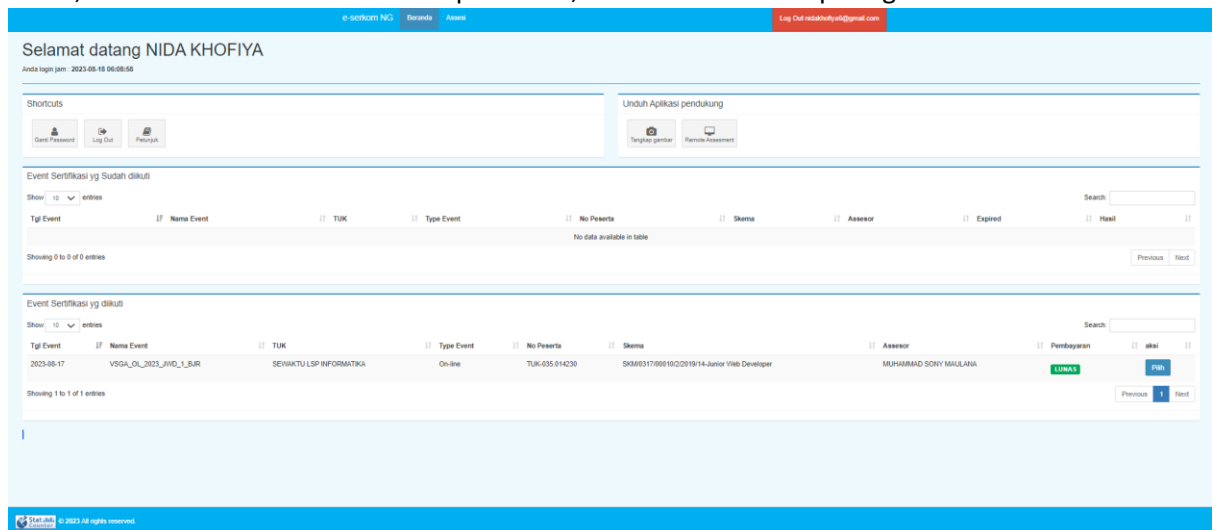 e-serkom NG Beranda Assesi Log Out nidakhofiya6@gmail.com
Selamat datang NIDA KHOFIYA
Anda login jam : 2023-08-18 06:08:58
Shortcuts
Ganti Password Log Out Petunjuk
Unduh Aplikasi pendukung
Tangkap gambar Remote Assesment
Event Sertifikasi yg Sudah diikuti
Show 10 entries Search:
Tgl Event Nama Event TUK Type Event No Peserta Skema Assesor Expired Hasil
No data available in table
Showing 0 to 0 of 0 entries Previous Next
Event Sertifikasi yg diikuti
Show 10 entries Search:
Tgl Event Nama Event TUK Type Event No Peserta Skema Assesor Pembayaran aksi
2023-08-17 VSGA_OL_2023_JWD_1_BJR SEWAKTU LSP INFORMATIKA On-line TUK-035.014230 SKM/0317/00010/2/2019/14-Junior Web Developer MUHAMMAD SONY MAULANA LUNAS Pilih
Showing 1 to 1 of 1 entries Previous 1 Next
© 2023 All rights reserved.